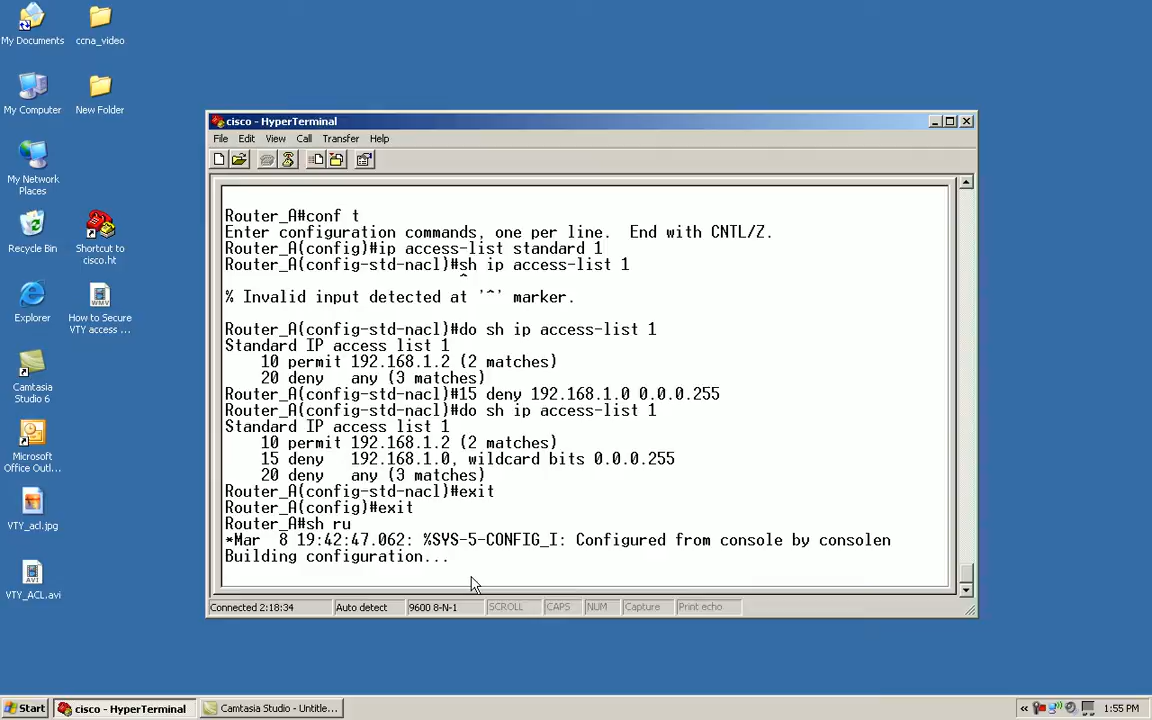 My Documents
ccna_video
My Computer
New Folder
My Network
Places
Recycle Bin
Shortcut to
cisco.ht
Explorer
How to Secure
VTY access ...
Camtasia
Studio 6
Microsoft
Office Outl...
VTY_acl.jpg
VTY_ACL.avi
cisco - HyperTerminal
File Edit View Call Transfer Help
Router_A#conf t
Enter configuration commands, one per line.  End with CNTL/Z.
Router_A(config)#ip access-list standard 1
Router_A(config-std-nacl)#sh ip access-list 1
^
% Invalid input detected at '^' marker.
Router_A(config-std-nacl)#do sh ip access-list 1
Standard IP access list 1
    10 permit 192.168.1.2 (2 matches)
    20 deny   any (3 matches)
Router_A(config-std-nacl)#15 deny 192.168.1.0 0.0.0.255
Router_A(config-std-nacl)#do sh ip access-list 1
Standard IP access list 1
    10 permit 192.168.1.2 (2 matches)
    15 deny   192.168.1.0, wildcard bits 0.0.0.255
    20 deny   any (3 matches)
Router_A(config-std-nacl)#exit
Router_A(config)#exit
Router_A#sh ru
*Mar  8 19:42:47.062: %SYS-5-CONFIG_I: Configured from console by consolen
Building configuration...
Connected 2:18:34 Auto detect 9600 8-N-1 SCROLL CAPS NUM Capture Print echo
Start cisco - HyperTerminal Camtasia Studio - Untitle... « 1:55 PM